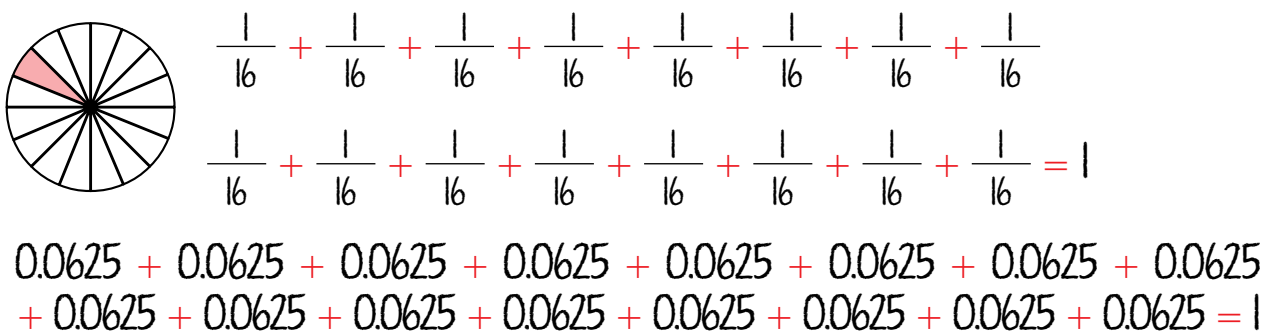 1/16 + 1/16 + 1/16 + 1/16 + 1/16 + 1/16 + 1/16 + 1/16
1/16 + 1/16 + 1/16 + 1/16 + 1/16 + 1/16 + 1/16 + 1/16 = 1
0.0625 + 0.0625 + 0.0625 + 0.0625 + 0.0625 + 0.0625 + 0.0625 + 0.0625
+ 0.0625 + 0.0625 + 0.0625 + 0.0625 + 0.0625 + 0.0625 + 0.0625 + 0.0625 = 1